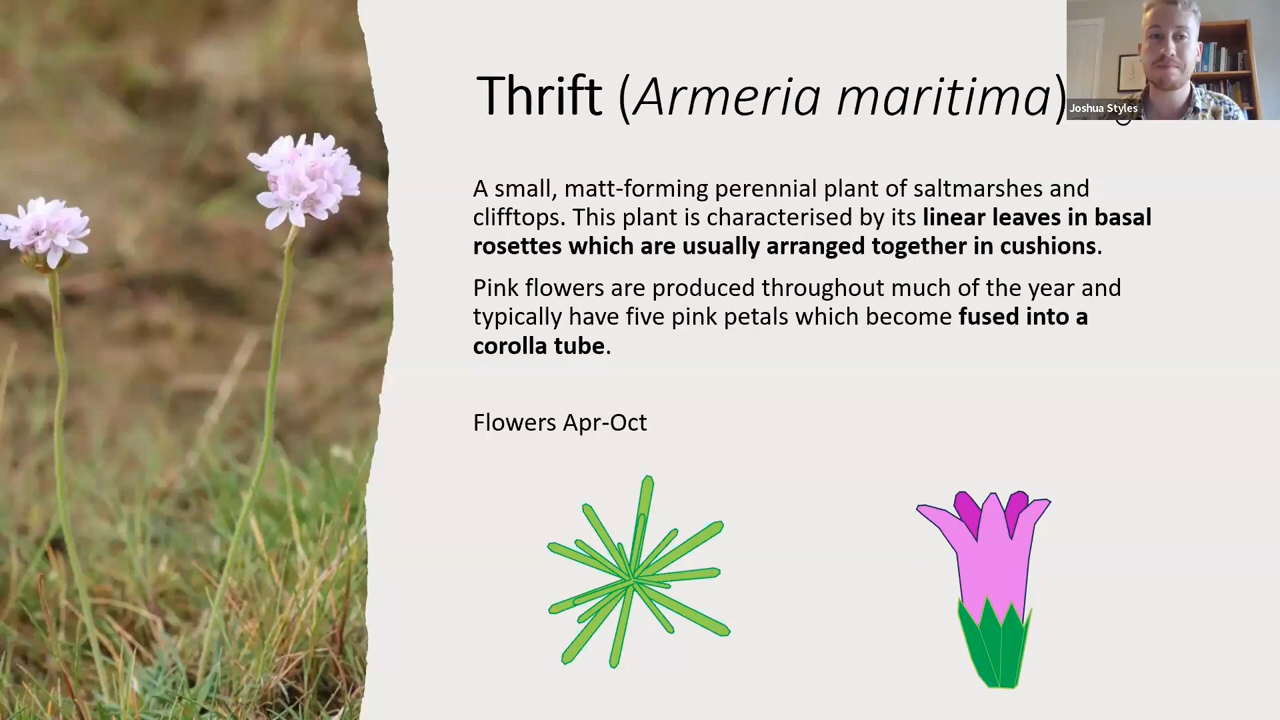 Thrift (Armeria maritima)
Joshua Styles
A small, matt-forming perennial plant of saltmarshes and
clifftops. This plant is characterised by its linear leaves in basal
rosettes which are usually arranged together in cushions.
Pink flowers are produced throughout much of the year and
typically have five pink petals which become fused into a
corolla tube.
Flowers Apr-Oct